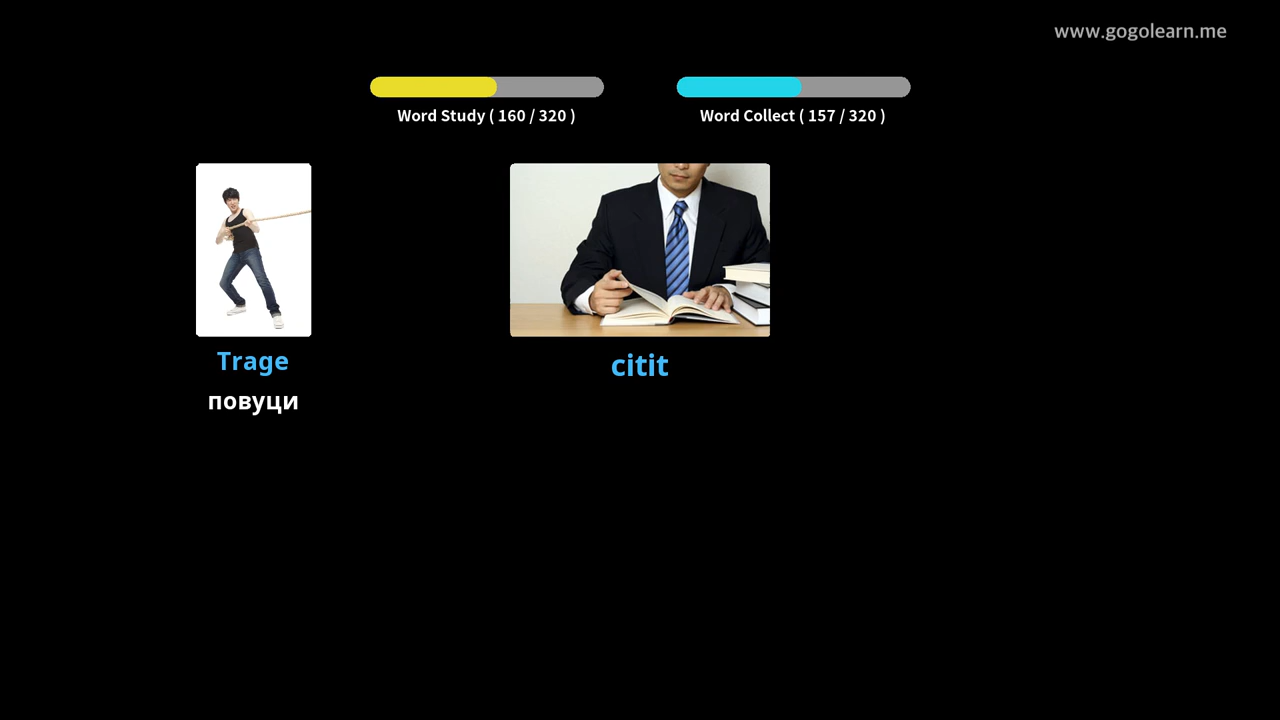 www.gogolearn.me
Word Study ( 160 / 320 )
Word Collect ( 157 / 320 )
Trage
повуци
citit